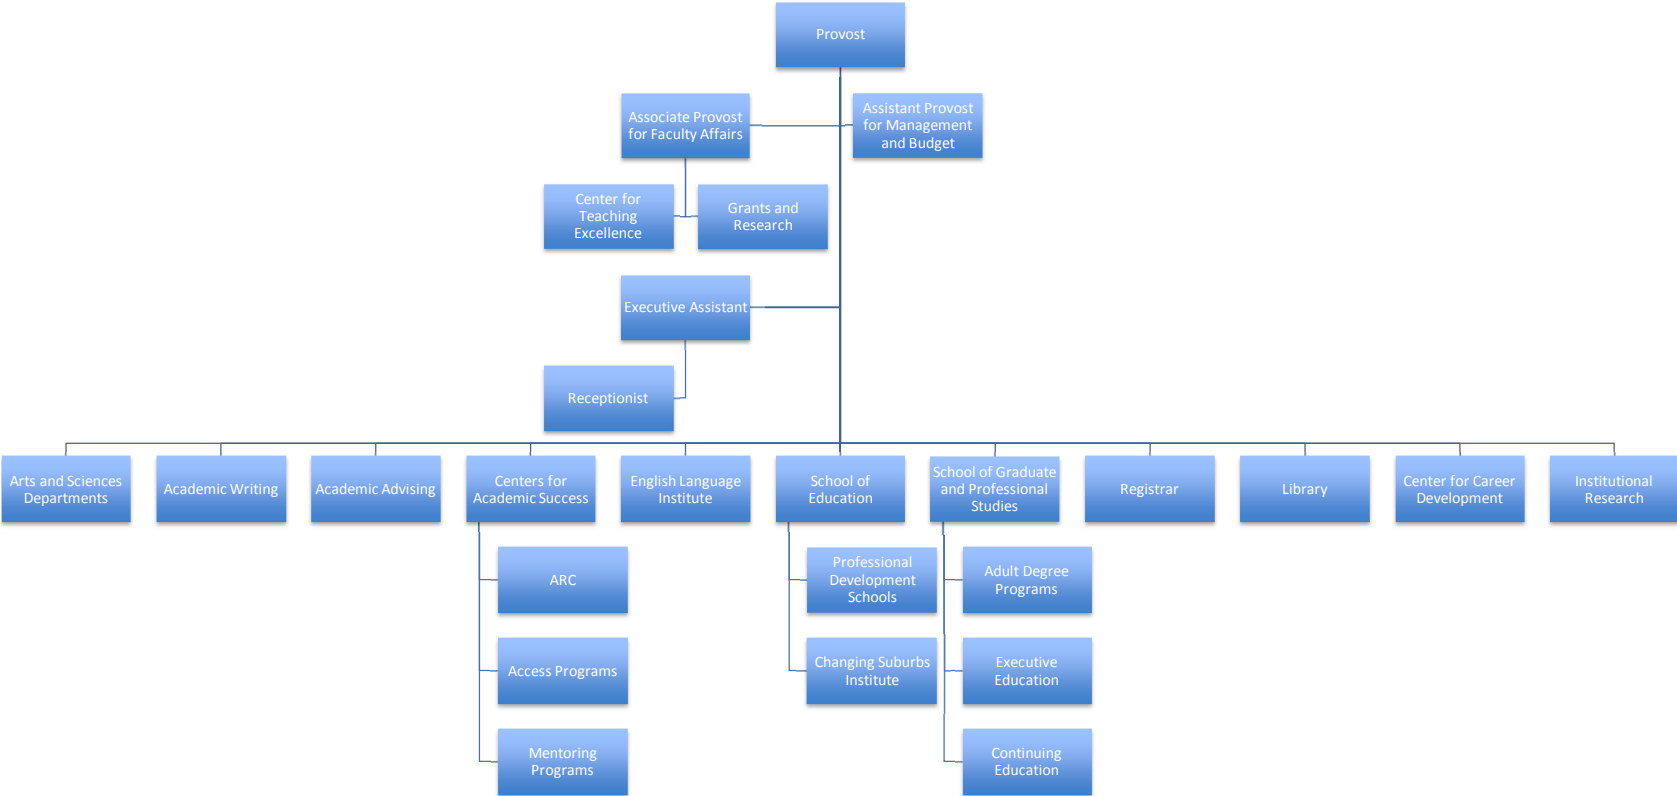 Provost
Associate Provost
for Faculty Affairs
Assistant Provost
for Management
and Budget
Center for
Teaching
Excellence
Grants and
Research
Executive Assistant
Receptionist
Arts and Sciences
Departments
Academic Writing
Academic Advising
Centers for
Academic Success
English Language
Institute
School of
Education
School of Graduate
and Professional
Studies
Registrar
Library
Center for Career
Development
Institutional
Research
ARC
Professional
Development
Schools
Adult Degree
Programs
Access Programs
Changing Suburbs
Institute
Executive
Education
Mentoring
Programs
Continuing
Education